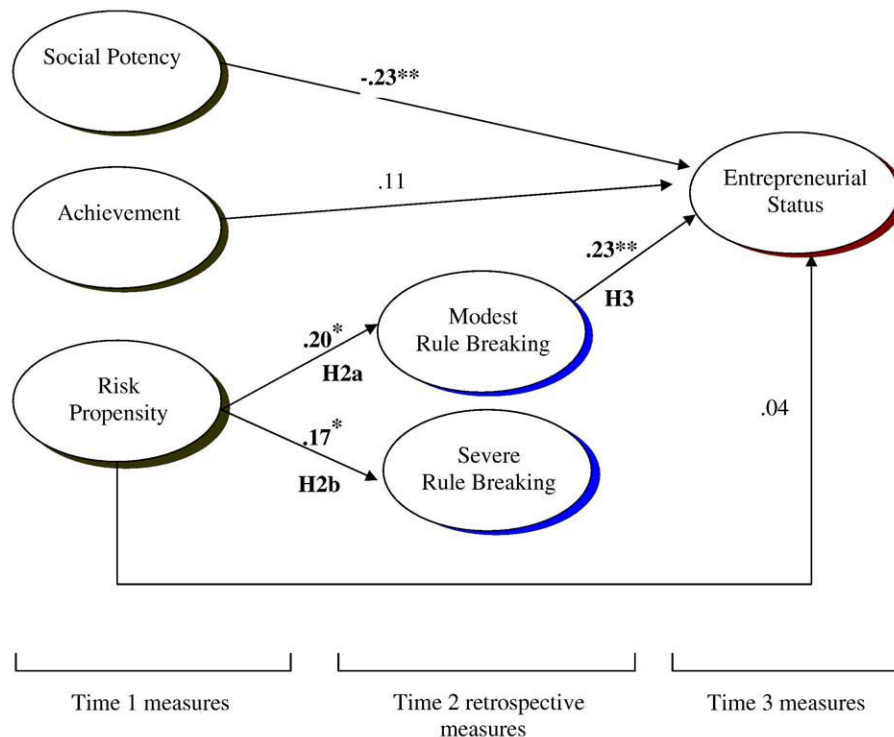 Social Potency
-.23**
Entrepreneurial
Status
Achievement
.11
.23**
H3
Modest
Rule Breaking
.20*
H2a
Risk
Propensity
.04
.17*
H2b
Severe
Rule Breaking
Time 1 measures
Time 2 retrospective
measures
Time 3 measures